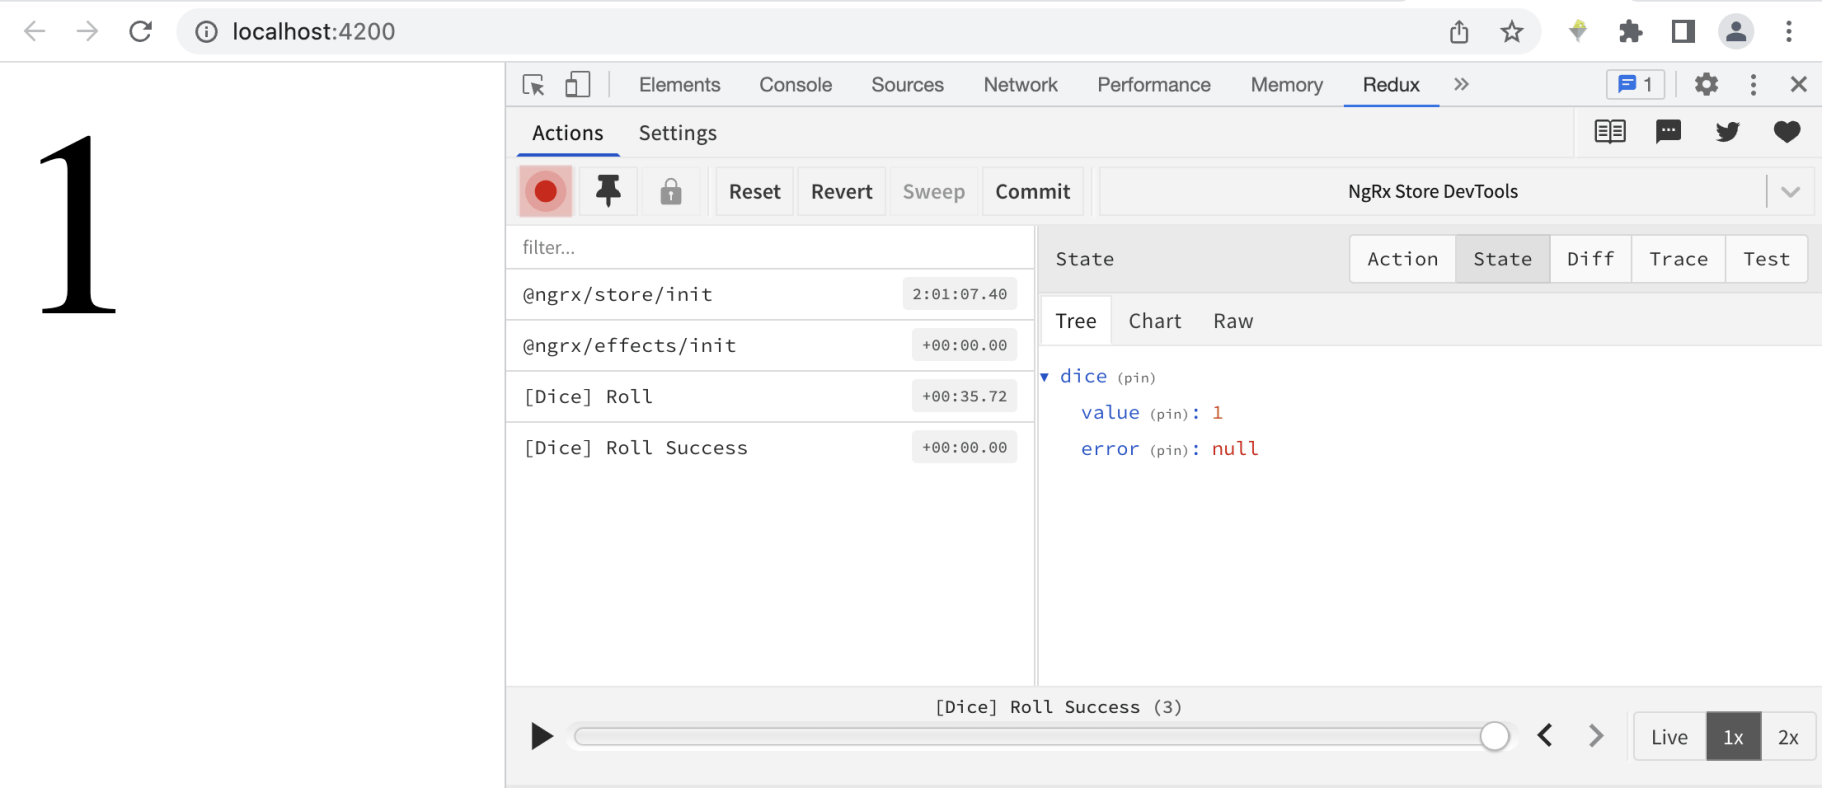 localhost:4200
1
Elements Console Sources Network Performance Memory Redux » 1
Actions Settings
Reset Revert Sweep Commit NgRx Store DevTools
filter...
@ngrx/store/init 2:01:07.40
@ngrx/effects/init +00:00.00
[Dice] Roll +00:35.72
[Dice] Roll Success +00:00.00
State Action State Diff Trace Test
Tree Chart Raw
dice (pin)
value (pin): 1
error (pin): null
[Dice] Roll Success (3)
Live 1x 2x